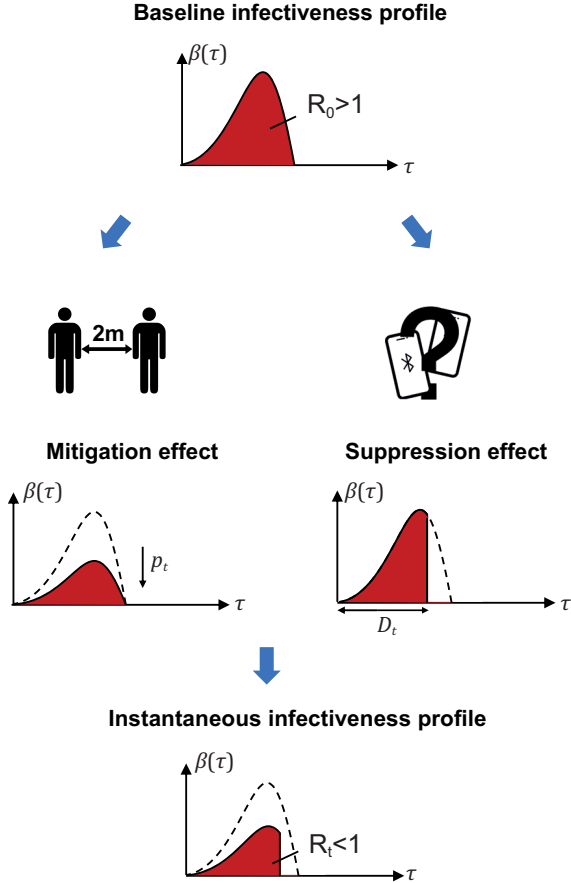 Baseline infectiveness profile
β(τ)
R₀>1
τ
2m
Mitigation effect
Suppression effect
β(τ)
β(τ)
pₜ
τ
τ
Dₜ
Instantaneous infectiveness profile
β(τ)
Rₜ<1
τ